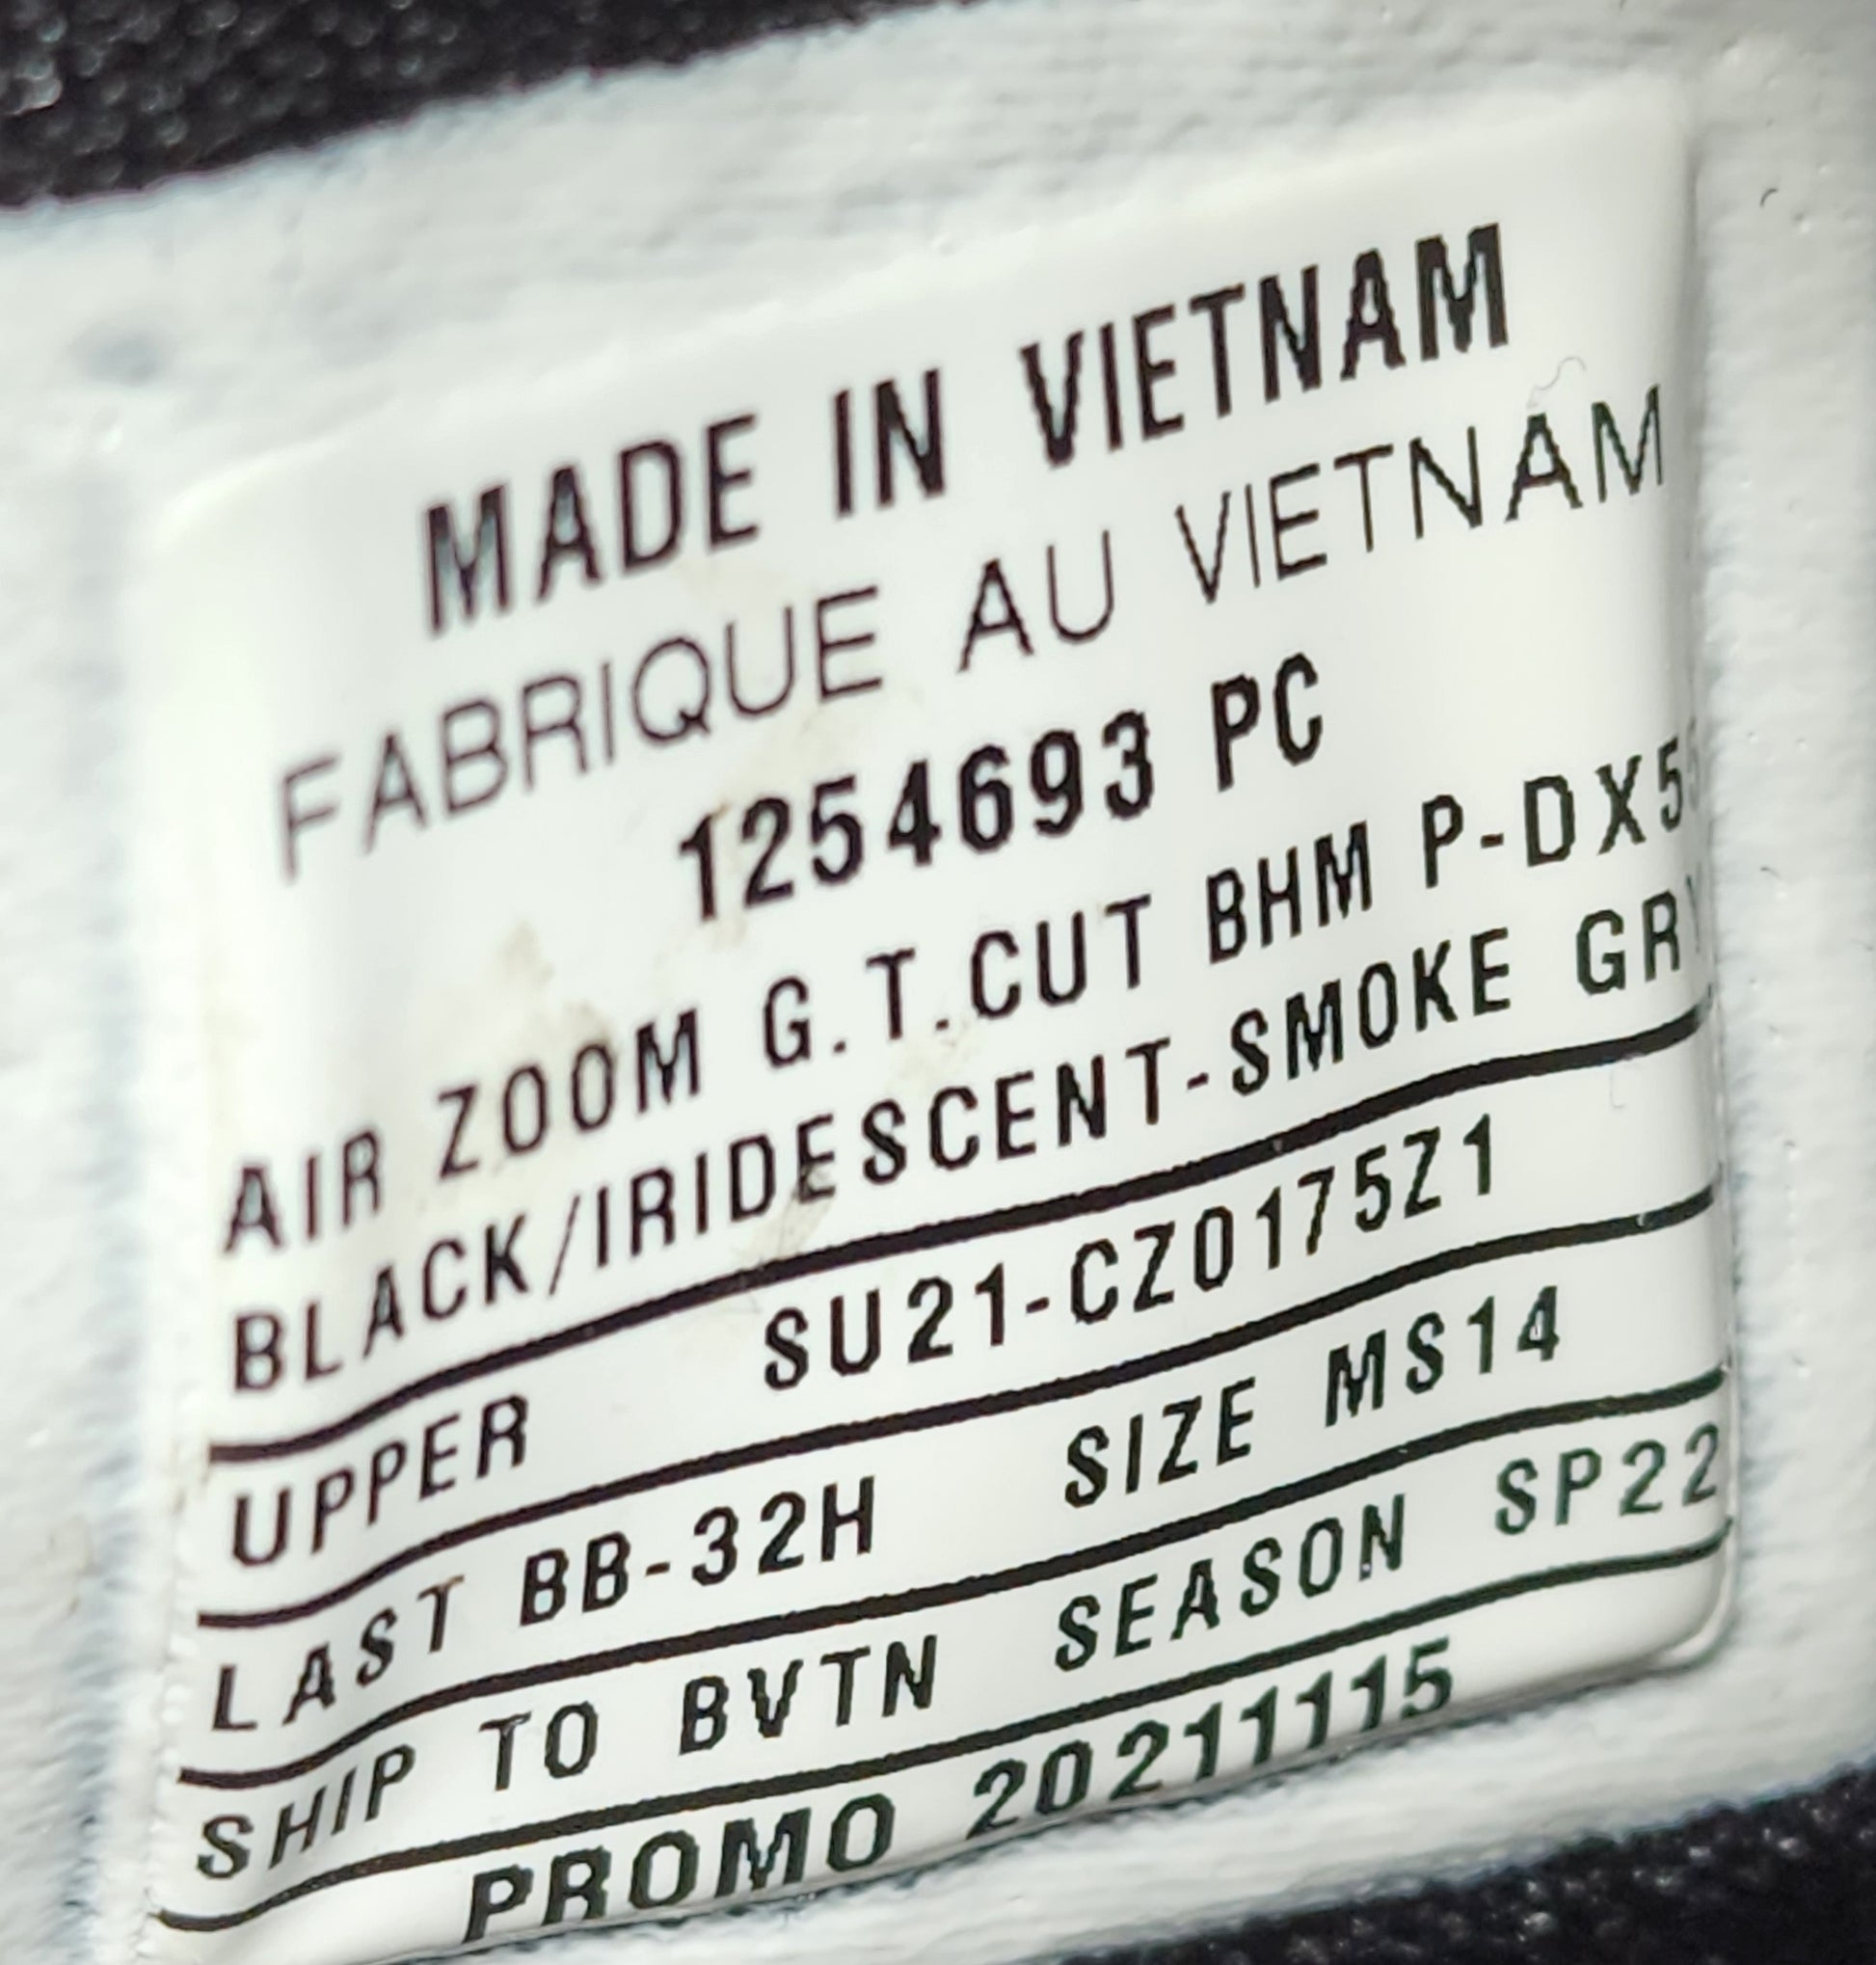 MADE IN VIETNAM
FABRIQUE AU VIETNAM
1254693 PC
AIR ZOOM G.T.CUT BHM P-DX5
BLACK/IRIDESCENT-SMOKE GRY
UPPER SU21-CZ0175Z1
LAST BB-32H SIZE MS14
SHIP TO BVTN SEASON SP22
PROMO 20211115